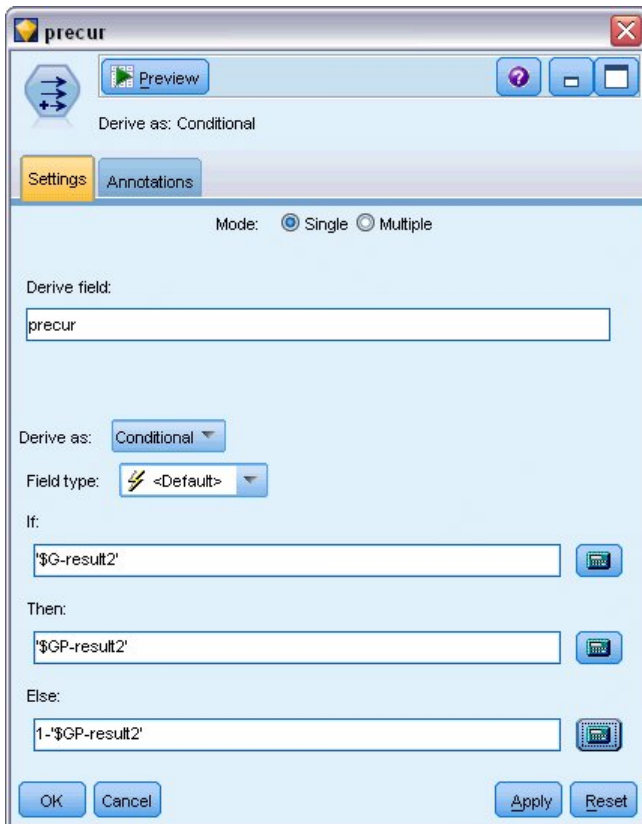 precur
Preview
Derive as: Conditional
Settings Annotations
Mode: Single Multiple
Derive field:
precur
Derive as: Conditional
Field type: <Default>
If:
'$G-result2'
Then:
'$GP-result2'
Else:
1-'$GP-result2'
OK Cancel Apply Reset